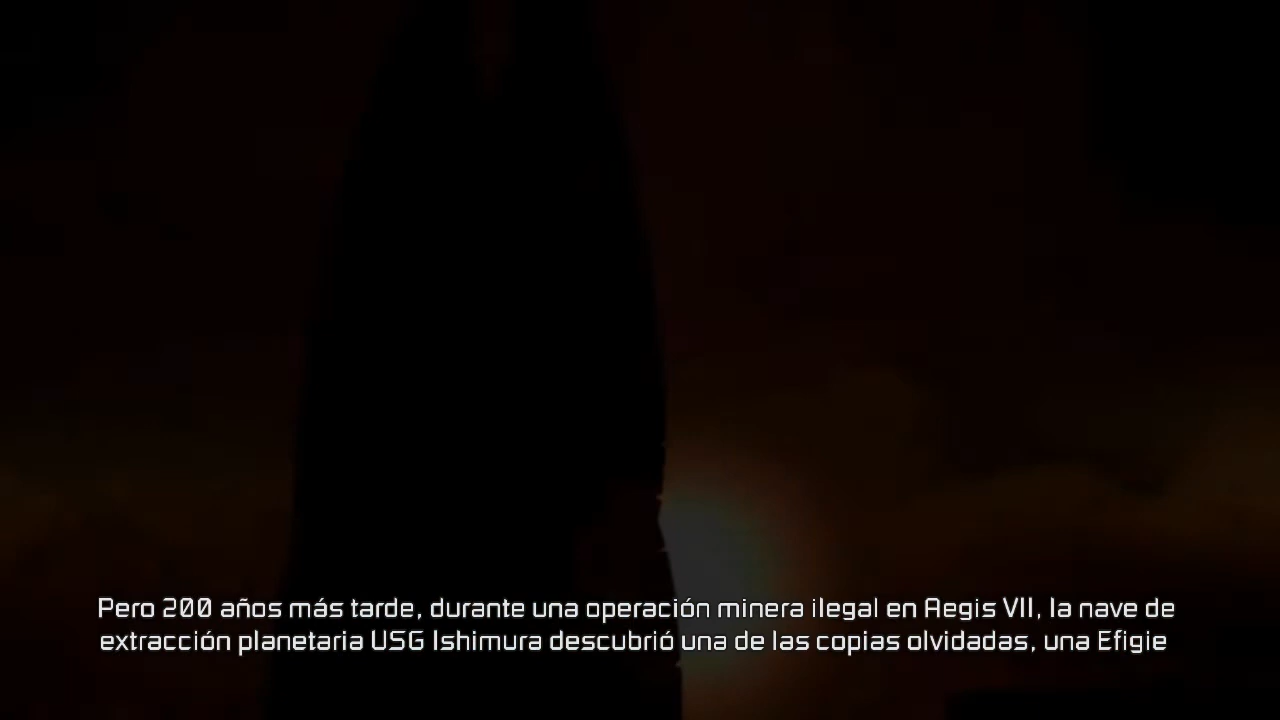 Pero 200 años más tarde, durante una operación minera ilegal en Aegis VII, la nave de
extracción planetaria USG Ishimura descubrió una de las copias olvidadas, una Efigie